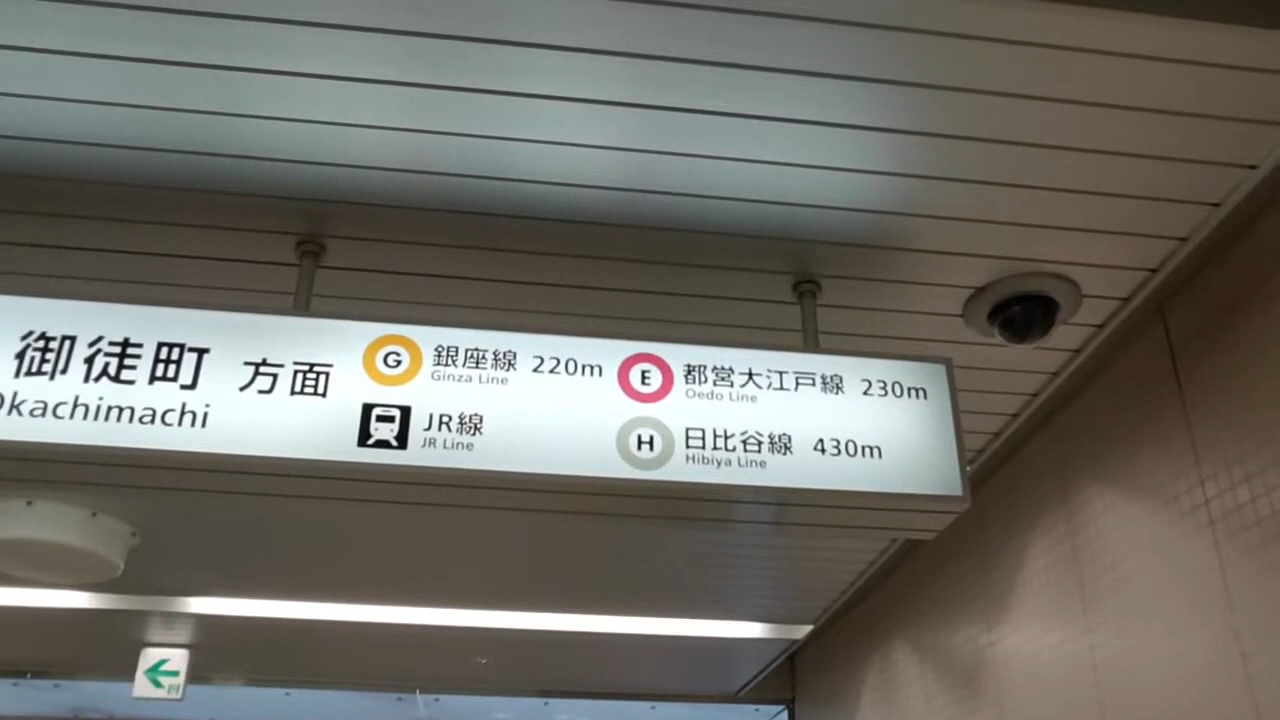 御徒町 方面
Okachimachi
G 銀座線 220m
Ginza Line
JR線
JR Line
E 都営大江戸線 230m
Oedo Line
H 日比谷線 430m
Hibiya Line